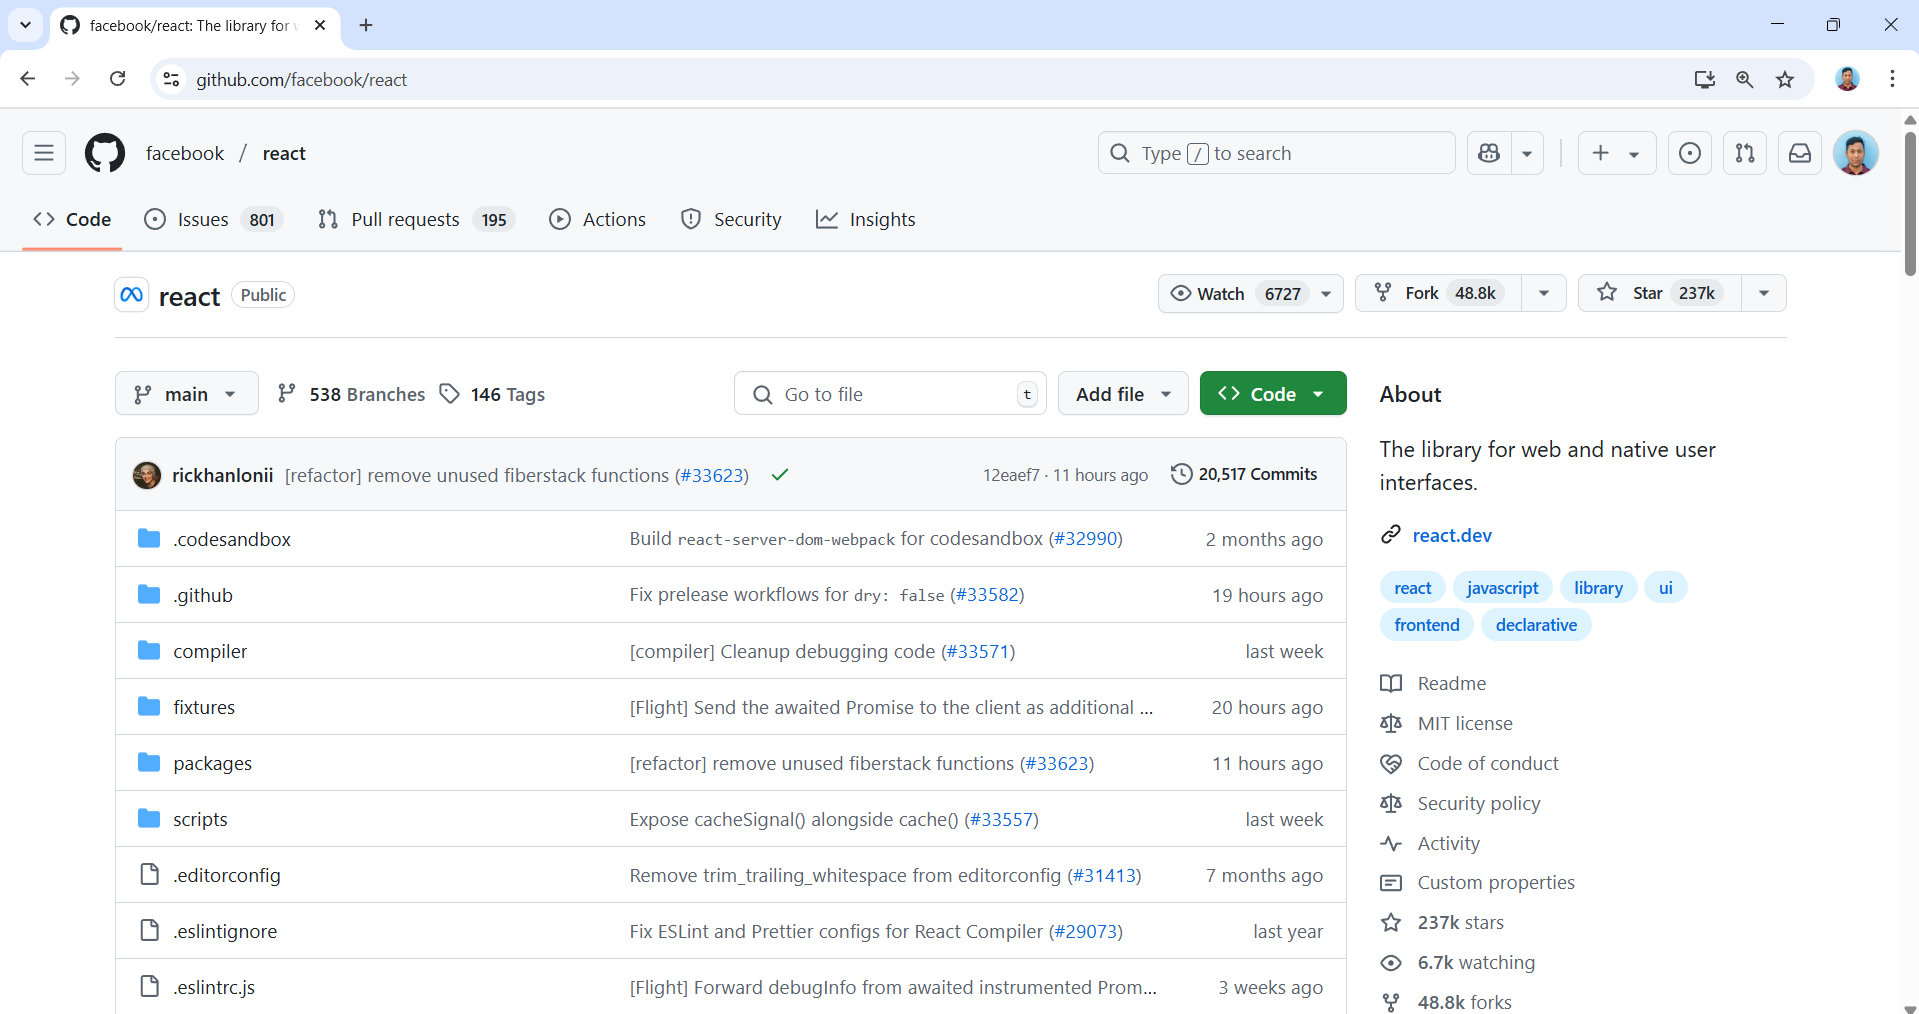 facebook/react: The library for w
github.com/facebook/react
facebook / react
Type / to search
Code
Issues 801
Pull requests 195
Actions
Security
Insights
react Public
Watch 6727
Fork 48.8k
Star 237k
main
538 Branches
146 Tags
Go to file t
Add file
Code
rickhanlonii [refactor] remove unused fiberstack functions (#33623) 12eaef7 · 11 hours ago 20,517 Commits
.codesandbox Build react-server-dom-webpack for codesandbox (#32990) 2 months ago
.github Fix prelease workflows for dry: false (#33582) 19 hours ago
compiler [compiler] Cleanup debugging code (#33571) last week
fixtures [Flight] Send the awaited Promise to the client as additional ... 20 hours ago
packages [refactor] remove unused fiberstack functions (#33623) 11 hours ago
scripts Expose cacheSignal() alongside cache() (#33557) last week
.editorconfig Remove trim_trailing_whitespace from editorconfig (#31413) 7 months ago
.eslintignore Fix ESLint and Prettier configs for React Compiler (#29073) last year
.eslintrc.js [Flight] Forward debugInfo from awaited instrumented Prom... 3 weeks ago
About
The library for web and native user
interfaces.
react.dev
react javascript library ui
frontend declarative
Readme
MIT license
Code of conduct
Security policy
Activity
Custom properties
237k stars
6.7k watching
48.8k forks